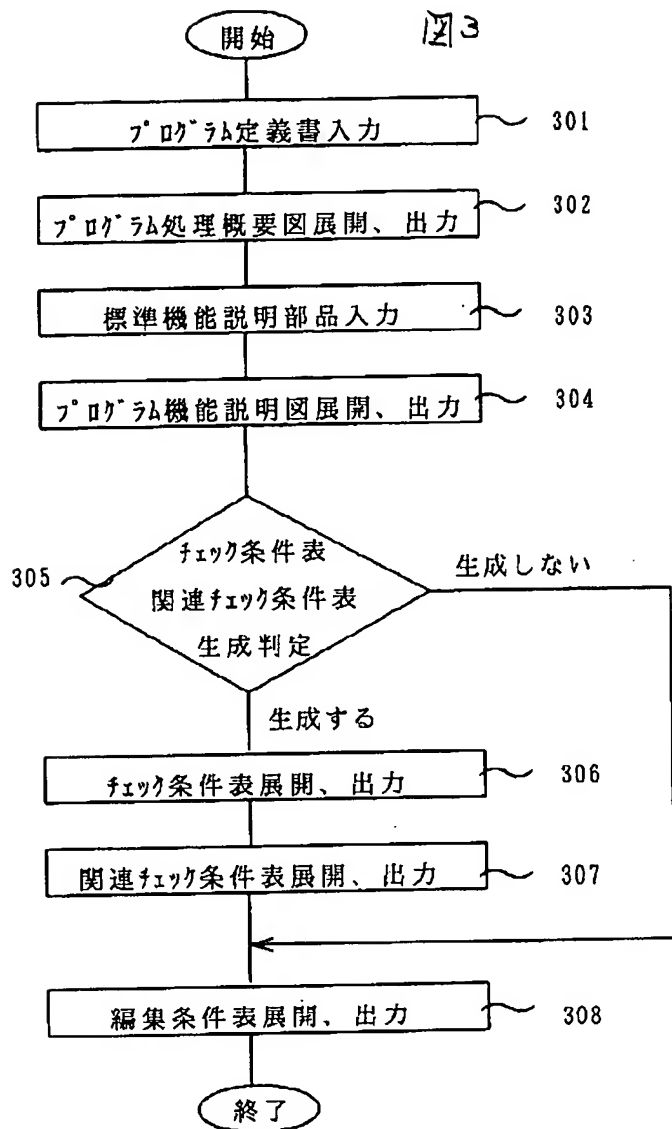 図3
開始
ﾌﾟﾛｸﾞﾗﾑ定義書入力
301
ﾌﾟﾛｸﾞﾗﾑ処理概要図展開、出力
302
標準機能説明部品入力
303
ﾌﾟﾛｸﾞﾗﾑ機能説明図展開、出力
304
305
ﾁｪｯｸ条件表
関連ﾁｪｯｸ条件表
生成判定
生成しない
生成する
ﾁｪｯｸ条件表展開、出力
306
関連ﾁｪｯｸ条件表展開、出力
307
編集条件表展開、出力
308
終了